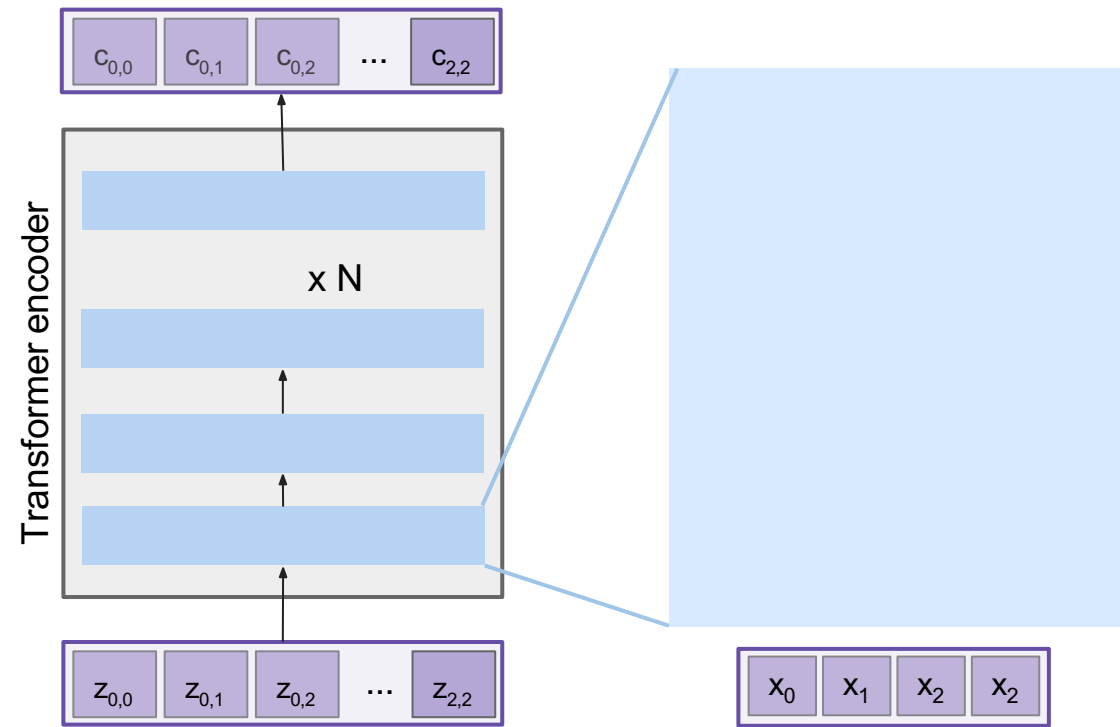 c0,0 c0,1 c0,2 ... c2,2
Transformer encoder
x N
z0,0 z0,1 z0,2 ... z2,2
x0 x1 x2 x2